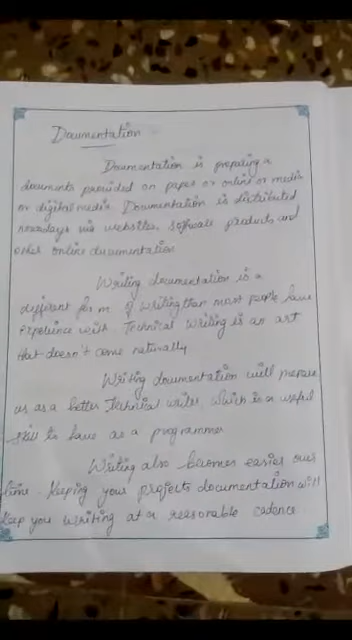 Doumentation
Doumentation is preparing a
documents provided on paper or online or media
or digital media. Doumentation is distributed
nowadays via websites, software products and
other online documentation
Writing documentation is a
different form of writing than most people have
experience with. Technical writing is an art
that doesn't come naturally
Writing documentation will prepare
us as a better Technical writer, which is a useful
skill to have as a programmer
Writing also becomes easier over
time. Keeping your projects documentation will
keep you writing at a reasonable cadence